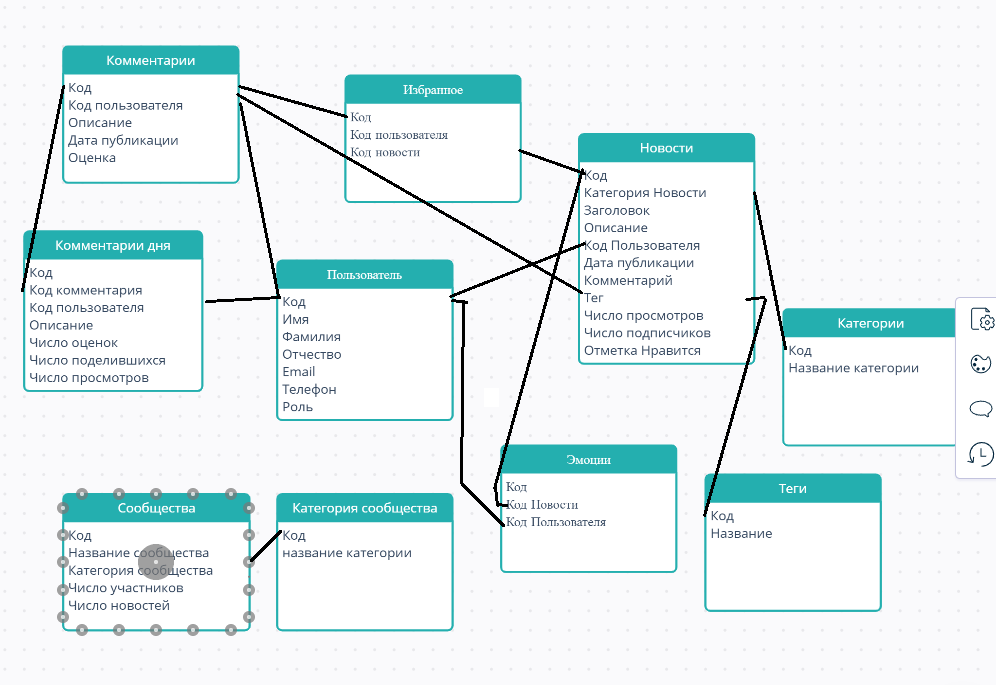 Комментарии
Код
Код пользователя
Описание
Дата публикации
Оценка
Избранное
Код
Код пользователя
Код новости
Новости
Код
Категория Новости
Заголовок
Описание
Код Пользователя
Дата публикации
Комментарий
Тег
Число просмотров
Число подписчиков
Отметка Нравится
Комментарии дня
Код
Код комментария
Код пользователя
Описание
Число оценок
Число поделившихся
Число просмотров
Пользователь
Код
Имя
Фамилия
Отчество
Email
Телефон
Роль
Категории
Код
Название категории
Эмоции
Код
Код Новости
Код Пользователя
Теги
Код
Название
Сообщества
Код
Название сообщества
Категория сообщества
Число участников
Число новостей
Категория сообщества
Код
название категории